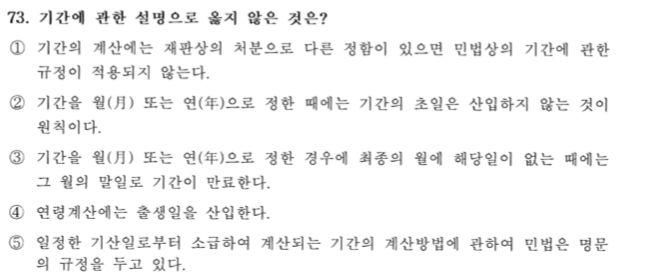 73. 기간에 관한 설명으로 옳지 않은 것은?
① 기간의 계산에는 재판상의 처분으로 다른 정함이 있으면 민법상의 기간에 관한
규정이 적용되지 않는다.
② 기간을 월(月) 또는 연(年)으로 정한 때에는 기간의 초일은 산입하지 않는 것이
원칙이다.
③ 기간을 월(月) 또는 연(年)으로 정한 경우에 최종의 월에 해당일이 없는 때에는
그 월의 말일로 기간이 만료한다.
④ 연령계산에는 출생일을 산입한다.
⑤ 일정한 기산일로부터 소급하여 계산되는 기간의 계산방법에 관하여 민법은 명문
의 규정을 두고 있다.